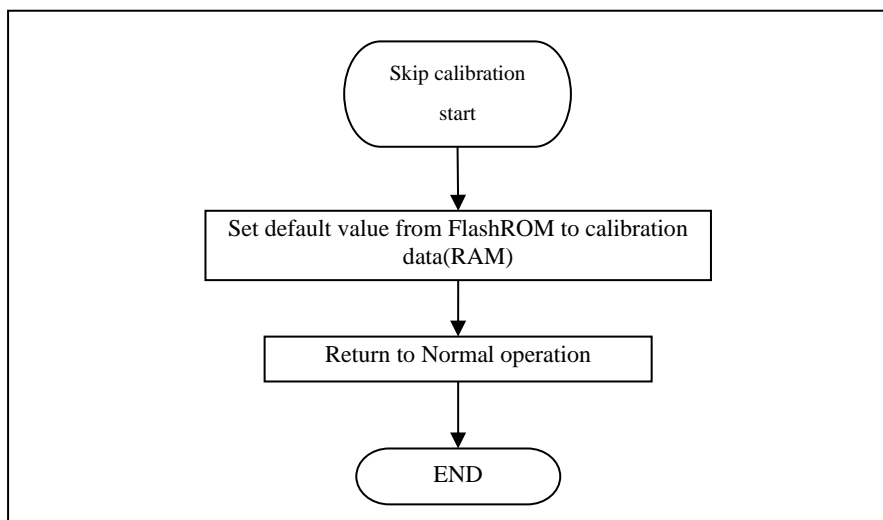 Skip calibration
start
Set default value from FlashROM to calibration
data(RAM)
Return to Normal operation
END